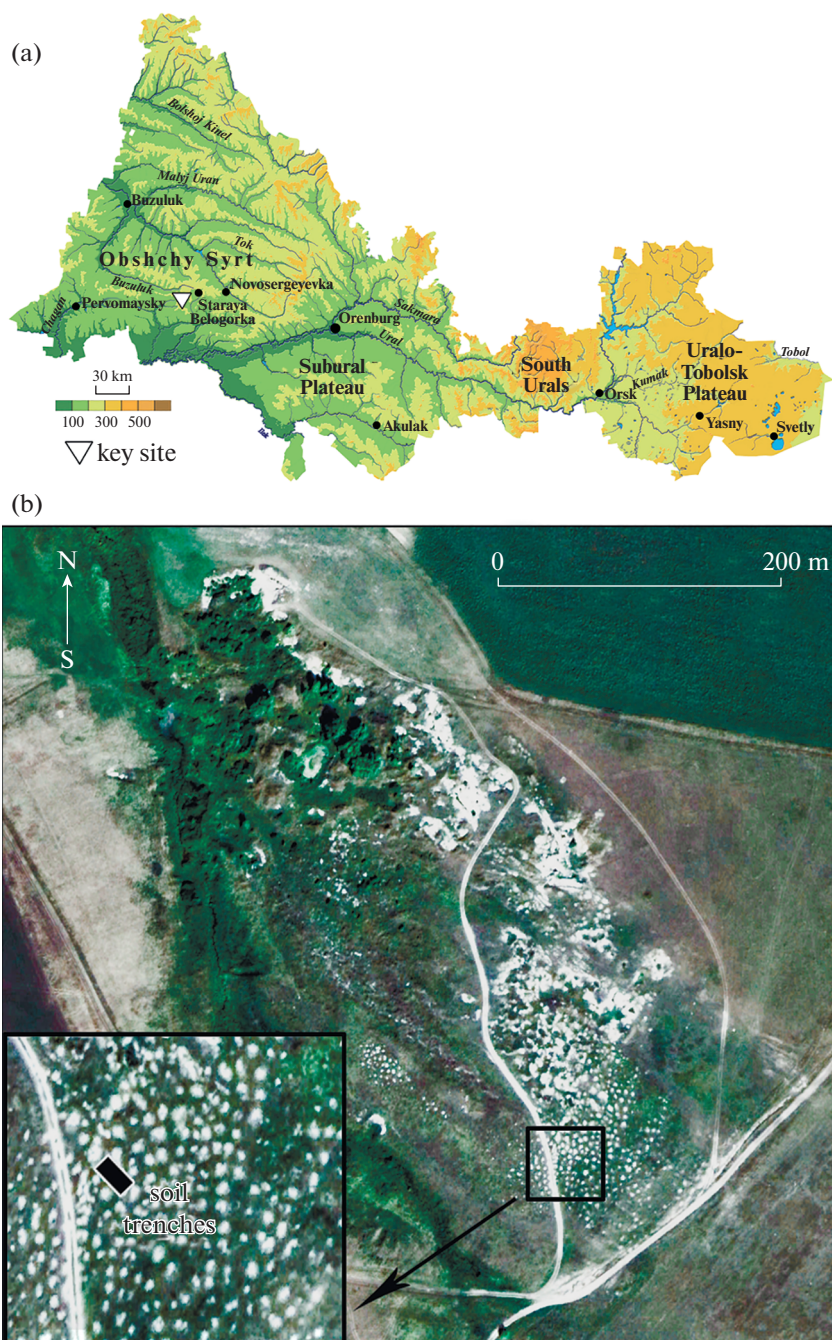 (a)
Bolshoj Kinel
Malyj Uran
Buzuluk
Tok
Obshchy Syrt
Buzuluk
Novosergeyevka
Chagan
Pervomaysky
Staraya
Belogorka
Sakmara
Orenburg
Ural
30 km
100 300 500
key site
Subural
Plateau
Akulak
South
Urals
Orsk
Kumak
Uralo-
Tobolsk
Plateau
Tobol
Yasny
Svetly
(b)
N
S
0 200 m
soil
trenches